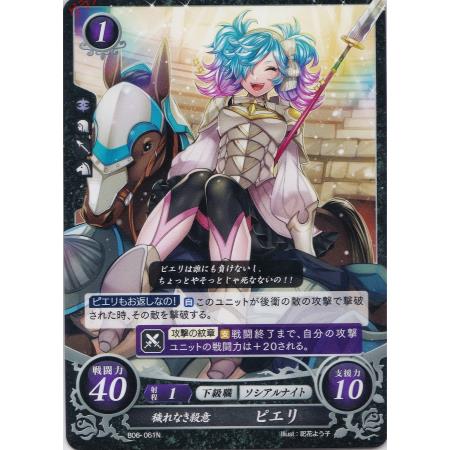 1
ピエリは誰にも負けないし、
ちょっとやそっとじゃ死なないの!!
ピエリもお返しなの! 自 このユニットが後衛の敵の攻撃で撃破
された時、その敵を撃破する。
攻撃の紋章 支 戦闘終了まで、自分の攻撃
ユニットの戦闘力は+20される。
戦闘力
40
射程 1 下級職 ソシアルナイト
支援力
10
穢れなき殺意 ピエリ
B06-061N
Illust:祀花よう子